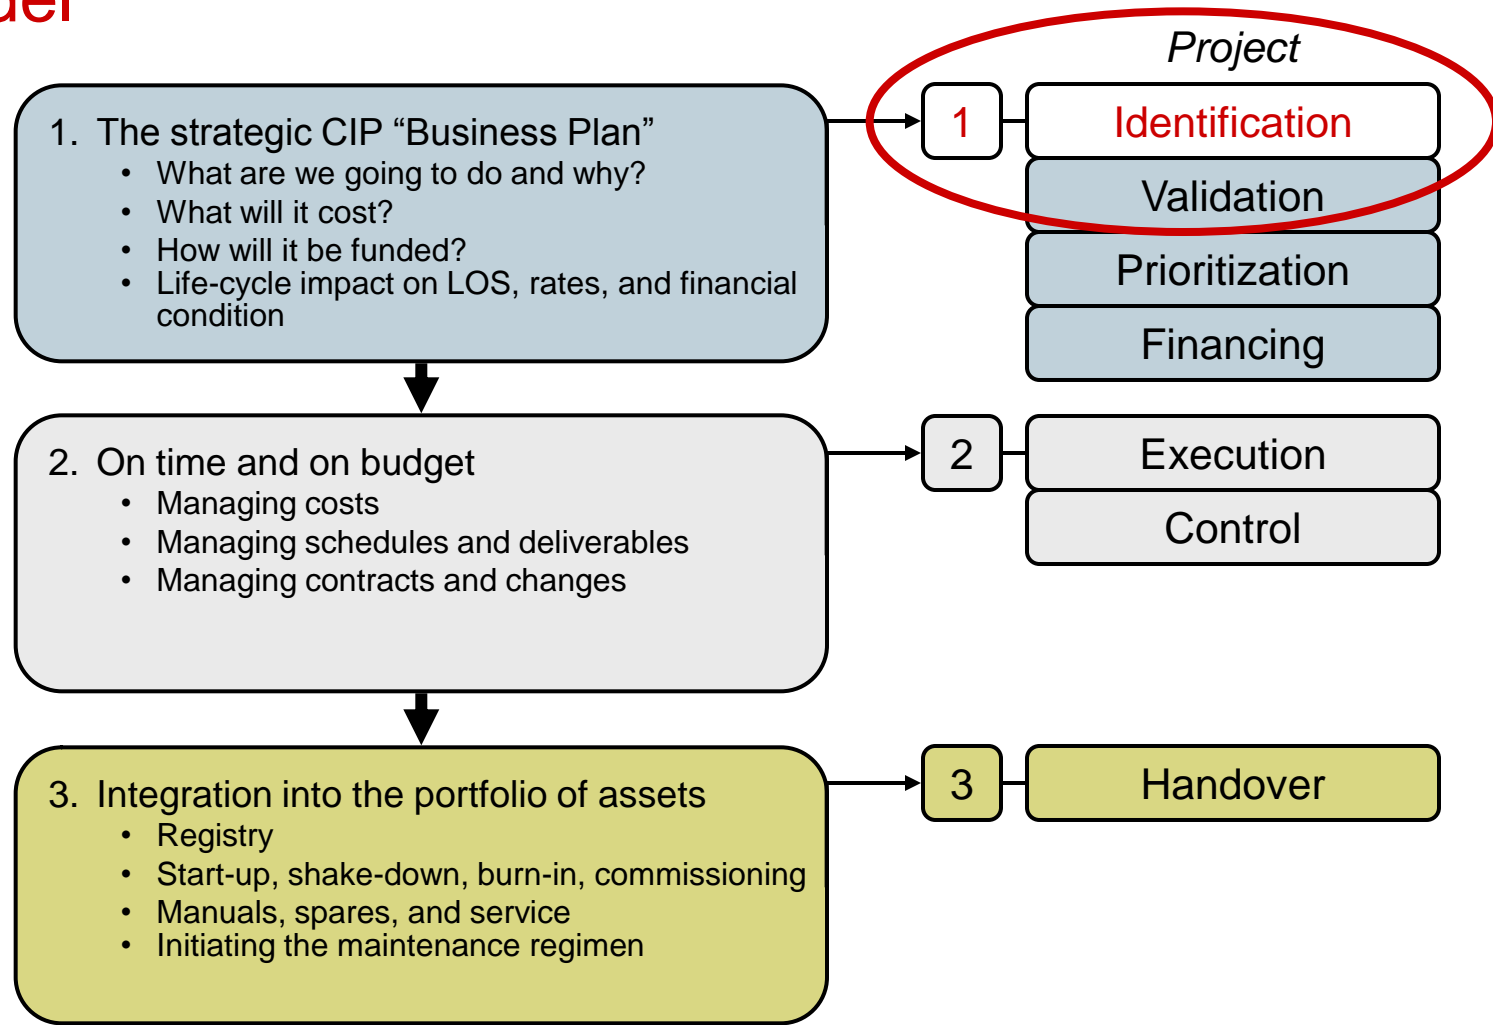 Project
1. The strategic CIP “Business Plan”
• What are we going to do and why?
• What will it cost?
• How will it be funded?
• Life-cycle impact on LOS, rates, and financial
condition
1
Identification
Validation
Prioritization
Financing
2. On time and on budget
• Managing costs
• Managing schedules and deliverables
• Managing contracts and changes
2
Execution
Control
3. Integration into the portfolio of assets
• Registry
• Start-up, shake-down, burn-in, commissioning
• Manuals, spares, and service
• Initiating the maintenance regimen
3
Handover